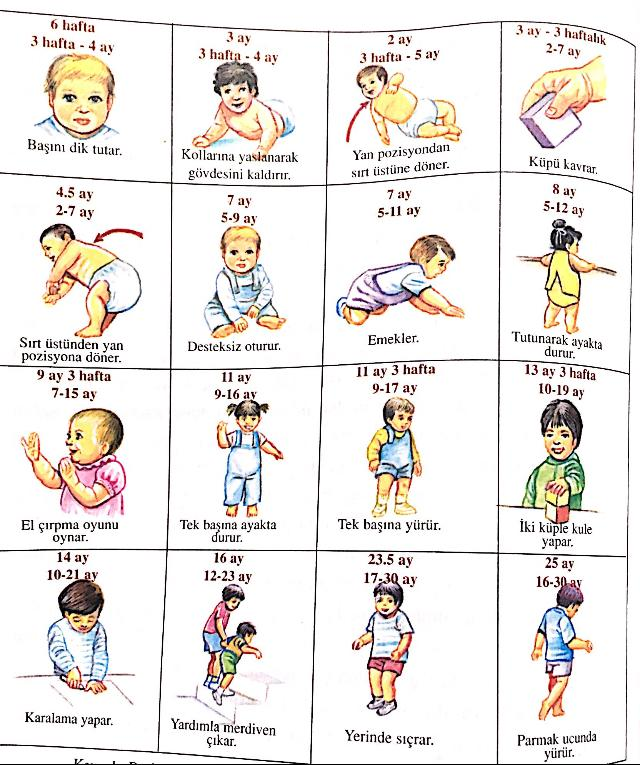 6 hafta
3 hafta - 4 ay
Başını dik tutar.
3 ay
3 hafta - 4 ay
Kollarına yaslanarak
gövdesini kaldırır.
2 ay
3 hafta - 5 ay
Yan pozisyondan
sırt üstüne döner.
3 ay - 3 haftalık
2-7 ay
Küpü kavrar.
4.5 ay
2-7 ay
Sırt üstünden yan
pozisyona döner.
7 ay
5-9 ay
Desteksiz oturur.
7 ay
5-11 ay
Emekler.
8 ay
5-12 ay
Tutunarak ayakta
durur.
9 ay 3 hafta
7-15 ay
El çırpma oyunu
oynar.
11 ay
9-16 ay
Tek başına ayakta
durur.
11 ay 3 hafta
9-17 ay
Tek başına yürür.
13 ay 3 hafta
10-19 ay
İki küple kule
yapar.
14 ay
10-21 ay
Karalama yapar.
16 ay
12-23 ay
Yardımla merdiven
çıkar.
23.5 ay
17-30 ay
Yerinde sıçrar.
25 ay
16-30 ay
Parmak ucunda
yürür.